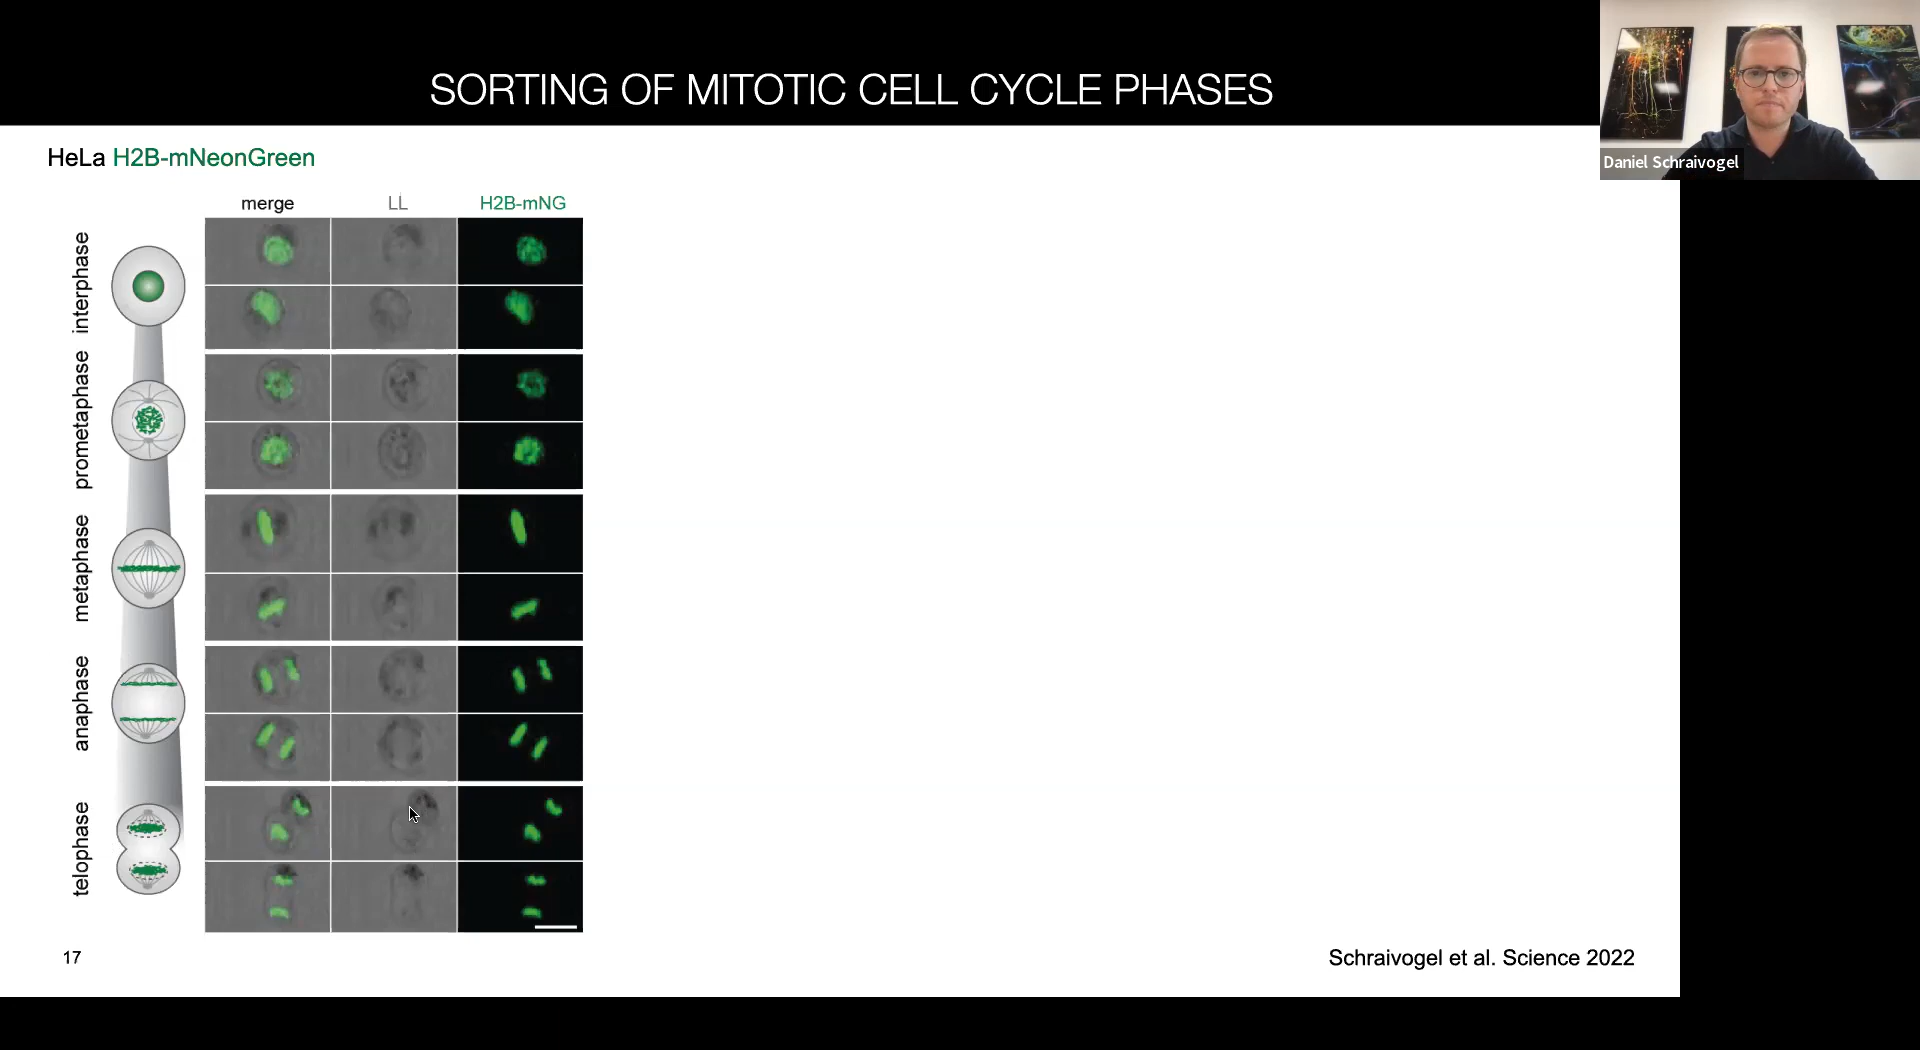 SORTING OF MITOTIC CELL CYCLE PHASES
Daniel Schraivogel
HeLa H2B-mNeonGreen
merge LL H2B-mNG
interphase
prometaphase
metaphase
anaphase
telophase
17
Schraivogel et al. Science 2022